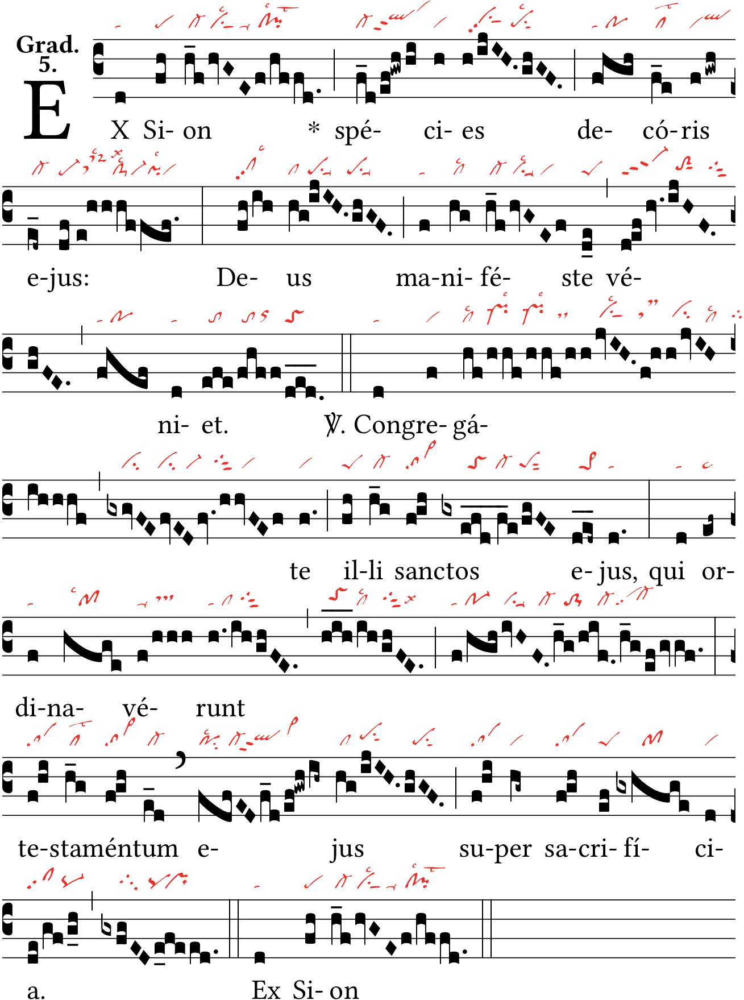 Grad.
5.
EX Si-on * spé-ci-es de-có-ris
e-jus: De-us ma-ni-fé-ste vé-
ni-et. ℣. Congre-gá-
te il-li sanctos e-jus, qui or-
di-na-vé-runt
te-staméntum e-jus su-per sa-cri-fí-ci-
a. Ex Si-on